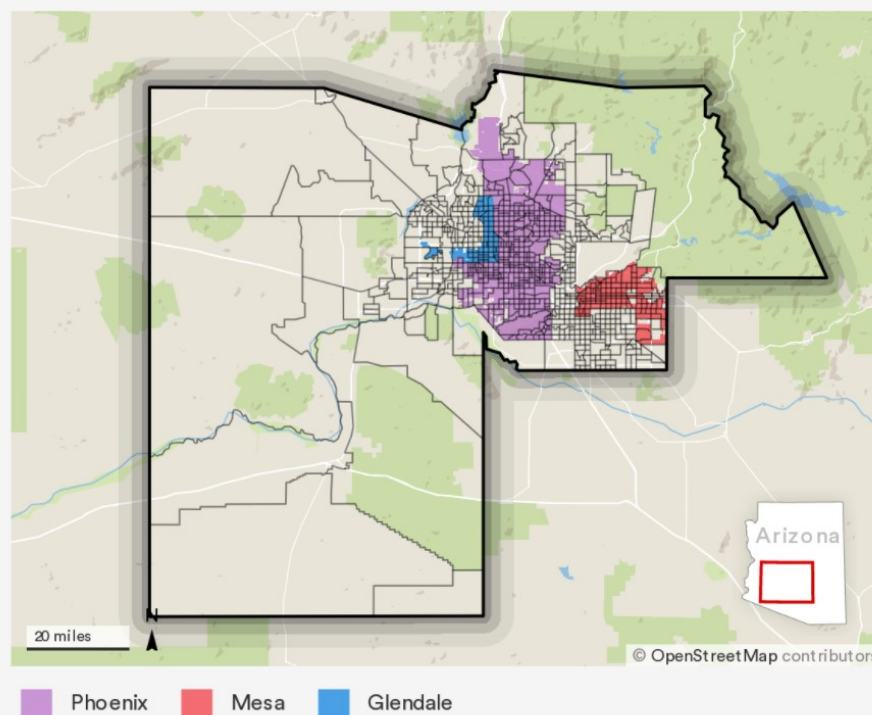 Arizona
N
20 miles
© OpenStreetMap contributors
Phoenix Mesa Glendale